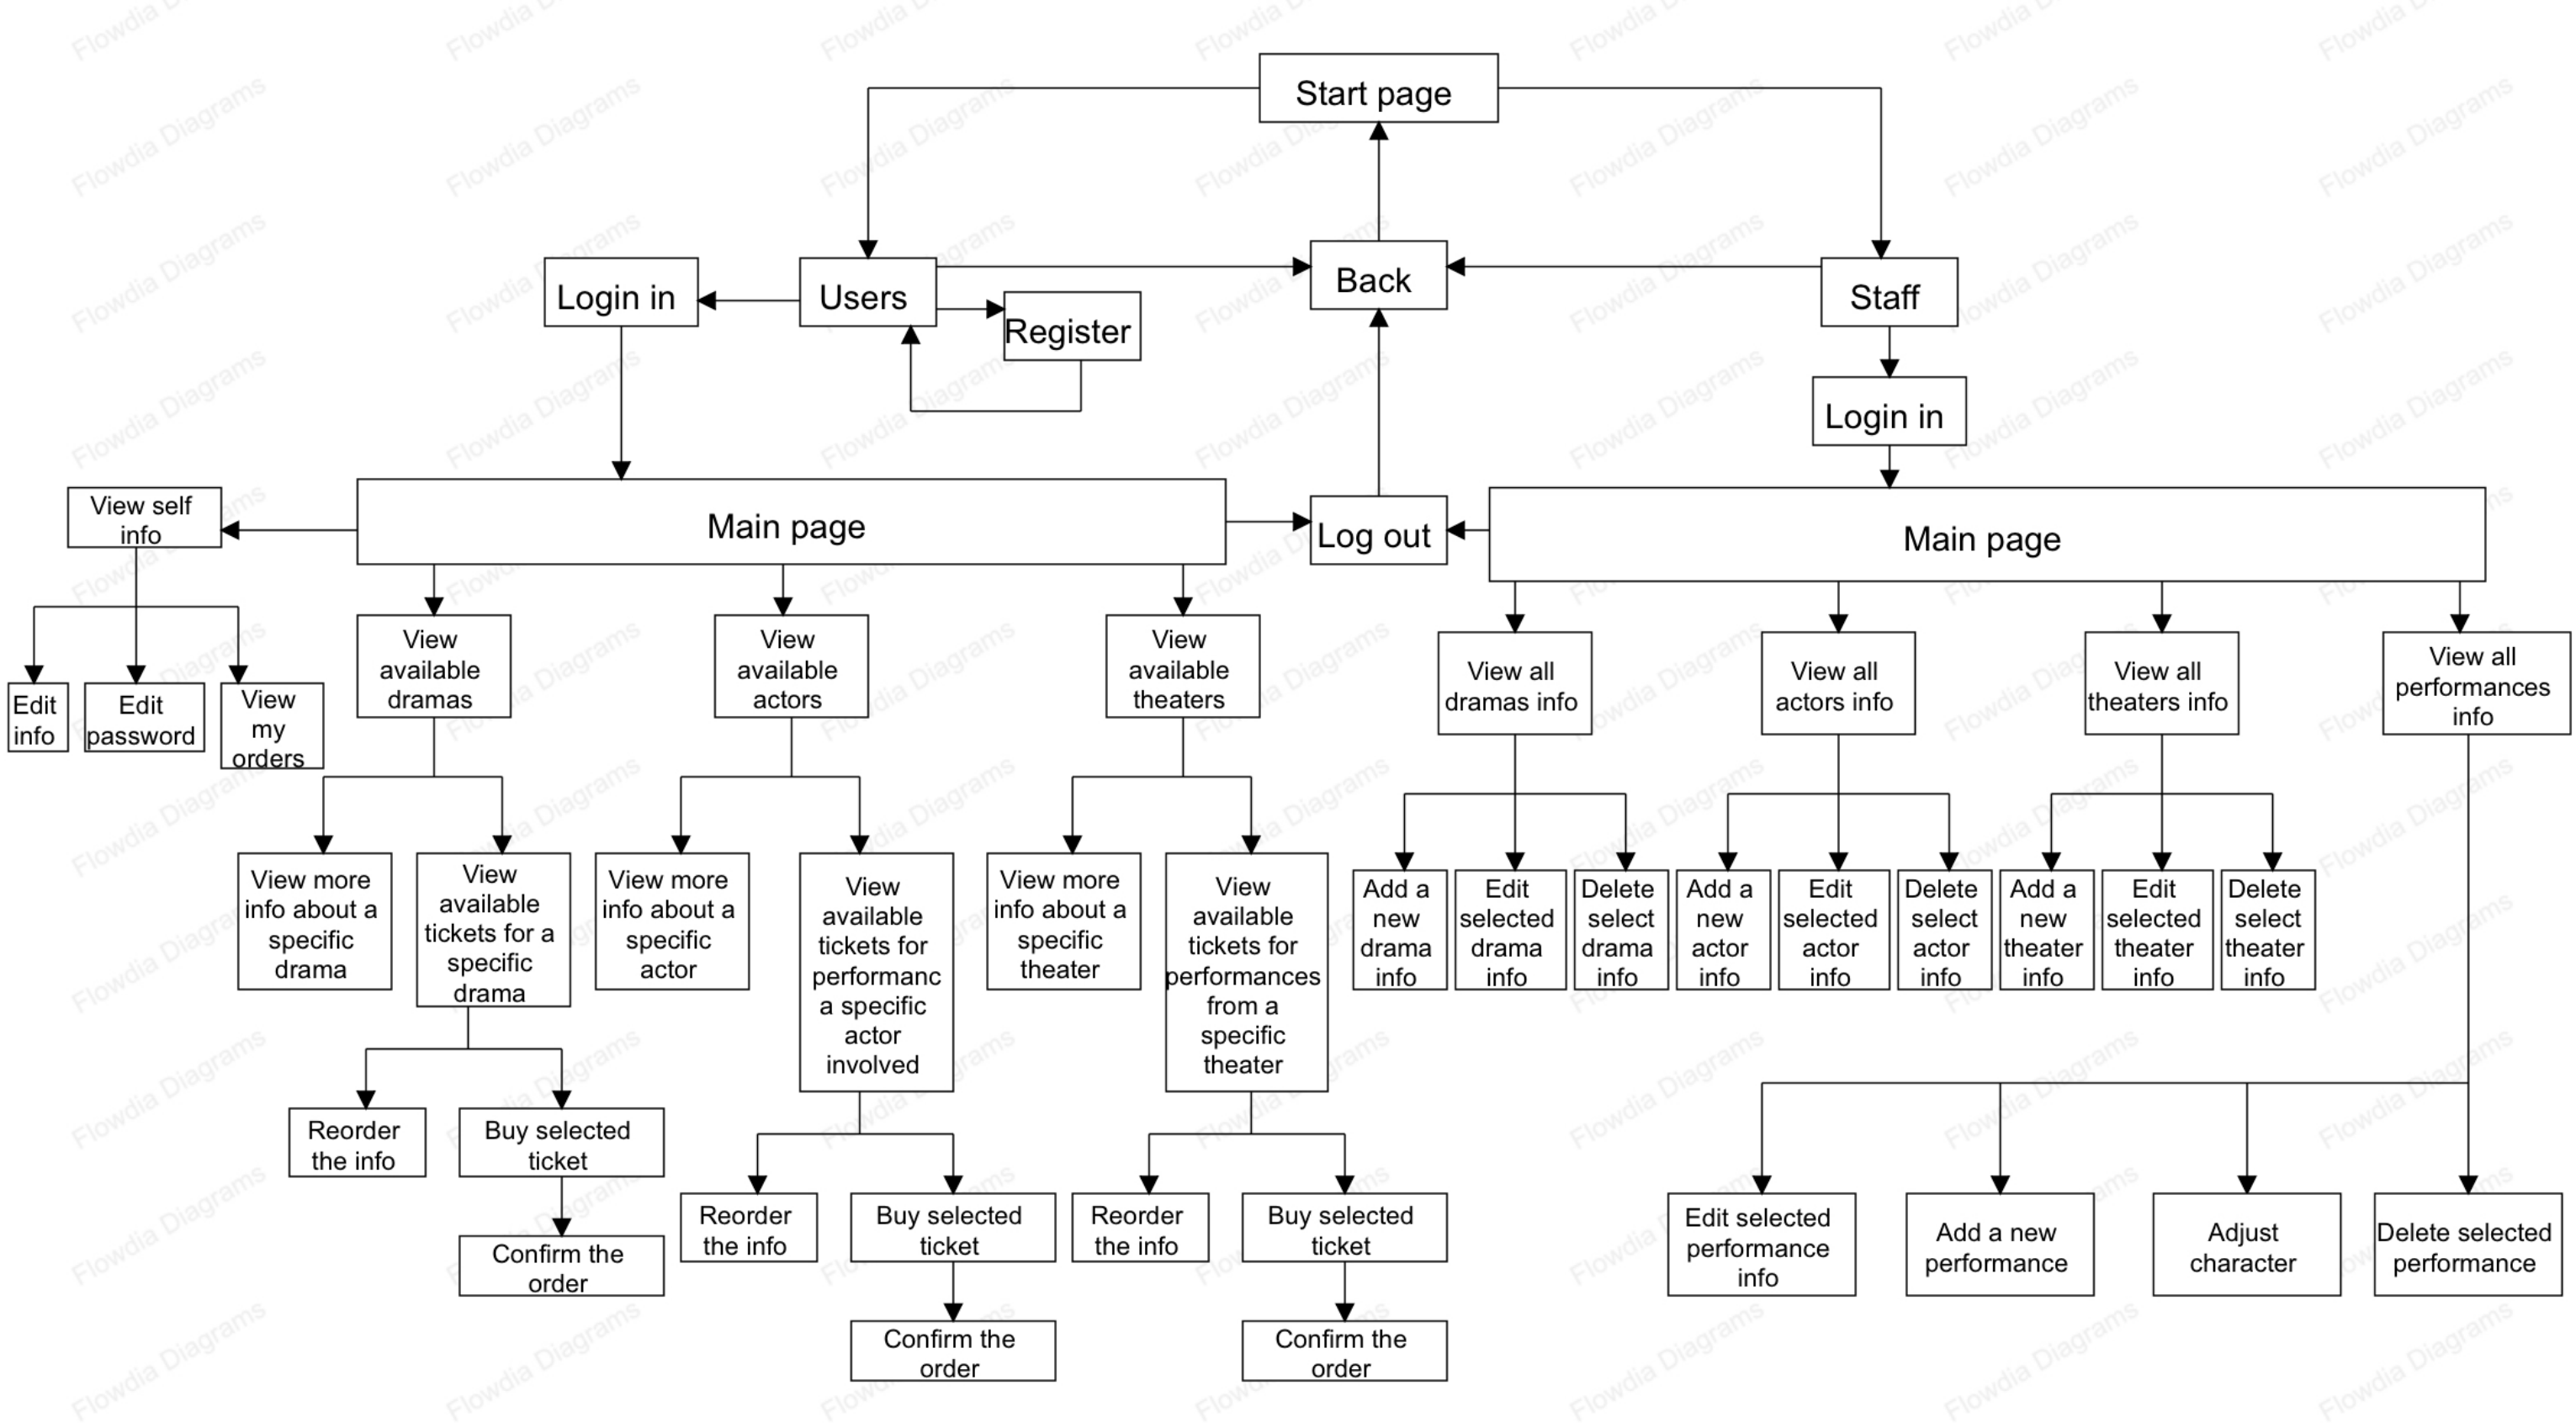 Start page
Login in
Users
Register
Back
Staff
Login in
View self
info
Main page
Log out
Main page
Edit
info
Edit
password
View
my
orders
View
available
dramas
View
available
actors
View
available
theaters
View all
dramas info
View all
actors info
View all
theaters info
View all
performances
info
View more
info about a
specific
drama
View
available
tickets for a
specific
drama
View more
info about a
specific
actor
View
available
tickets for
performanc
a specific
actor
involved
View more
info about a
specific
theater
View
available
tickets for
performances
from a
specific
theater
Add a
new
drama
info
Edit
selected
drama
info
Delete
select
drama
info
Add a
new
actor
info
Edit
selected
actor
info
Delete
select
actor
info
Add a
new
theater
info
Edit
selected
theater
info
Delete
select
theater
info
Reorder
the info
Buy selected
ticket
Confirm the
order
Reorder
the info
Buy selected
ticket
Confirm the
order
Reorder
the info
Buy selected
ticket
Confirm the
order
Edit selected
performance
info
Add a new
performance
Adjust
character
Delete selected
performance
Flowdia Diagrams